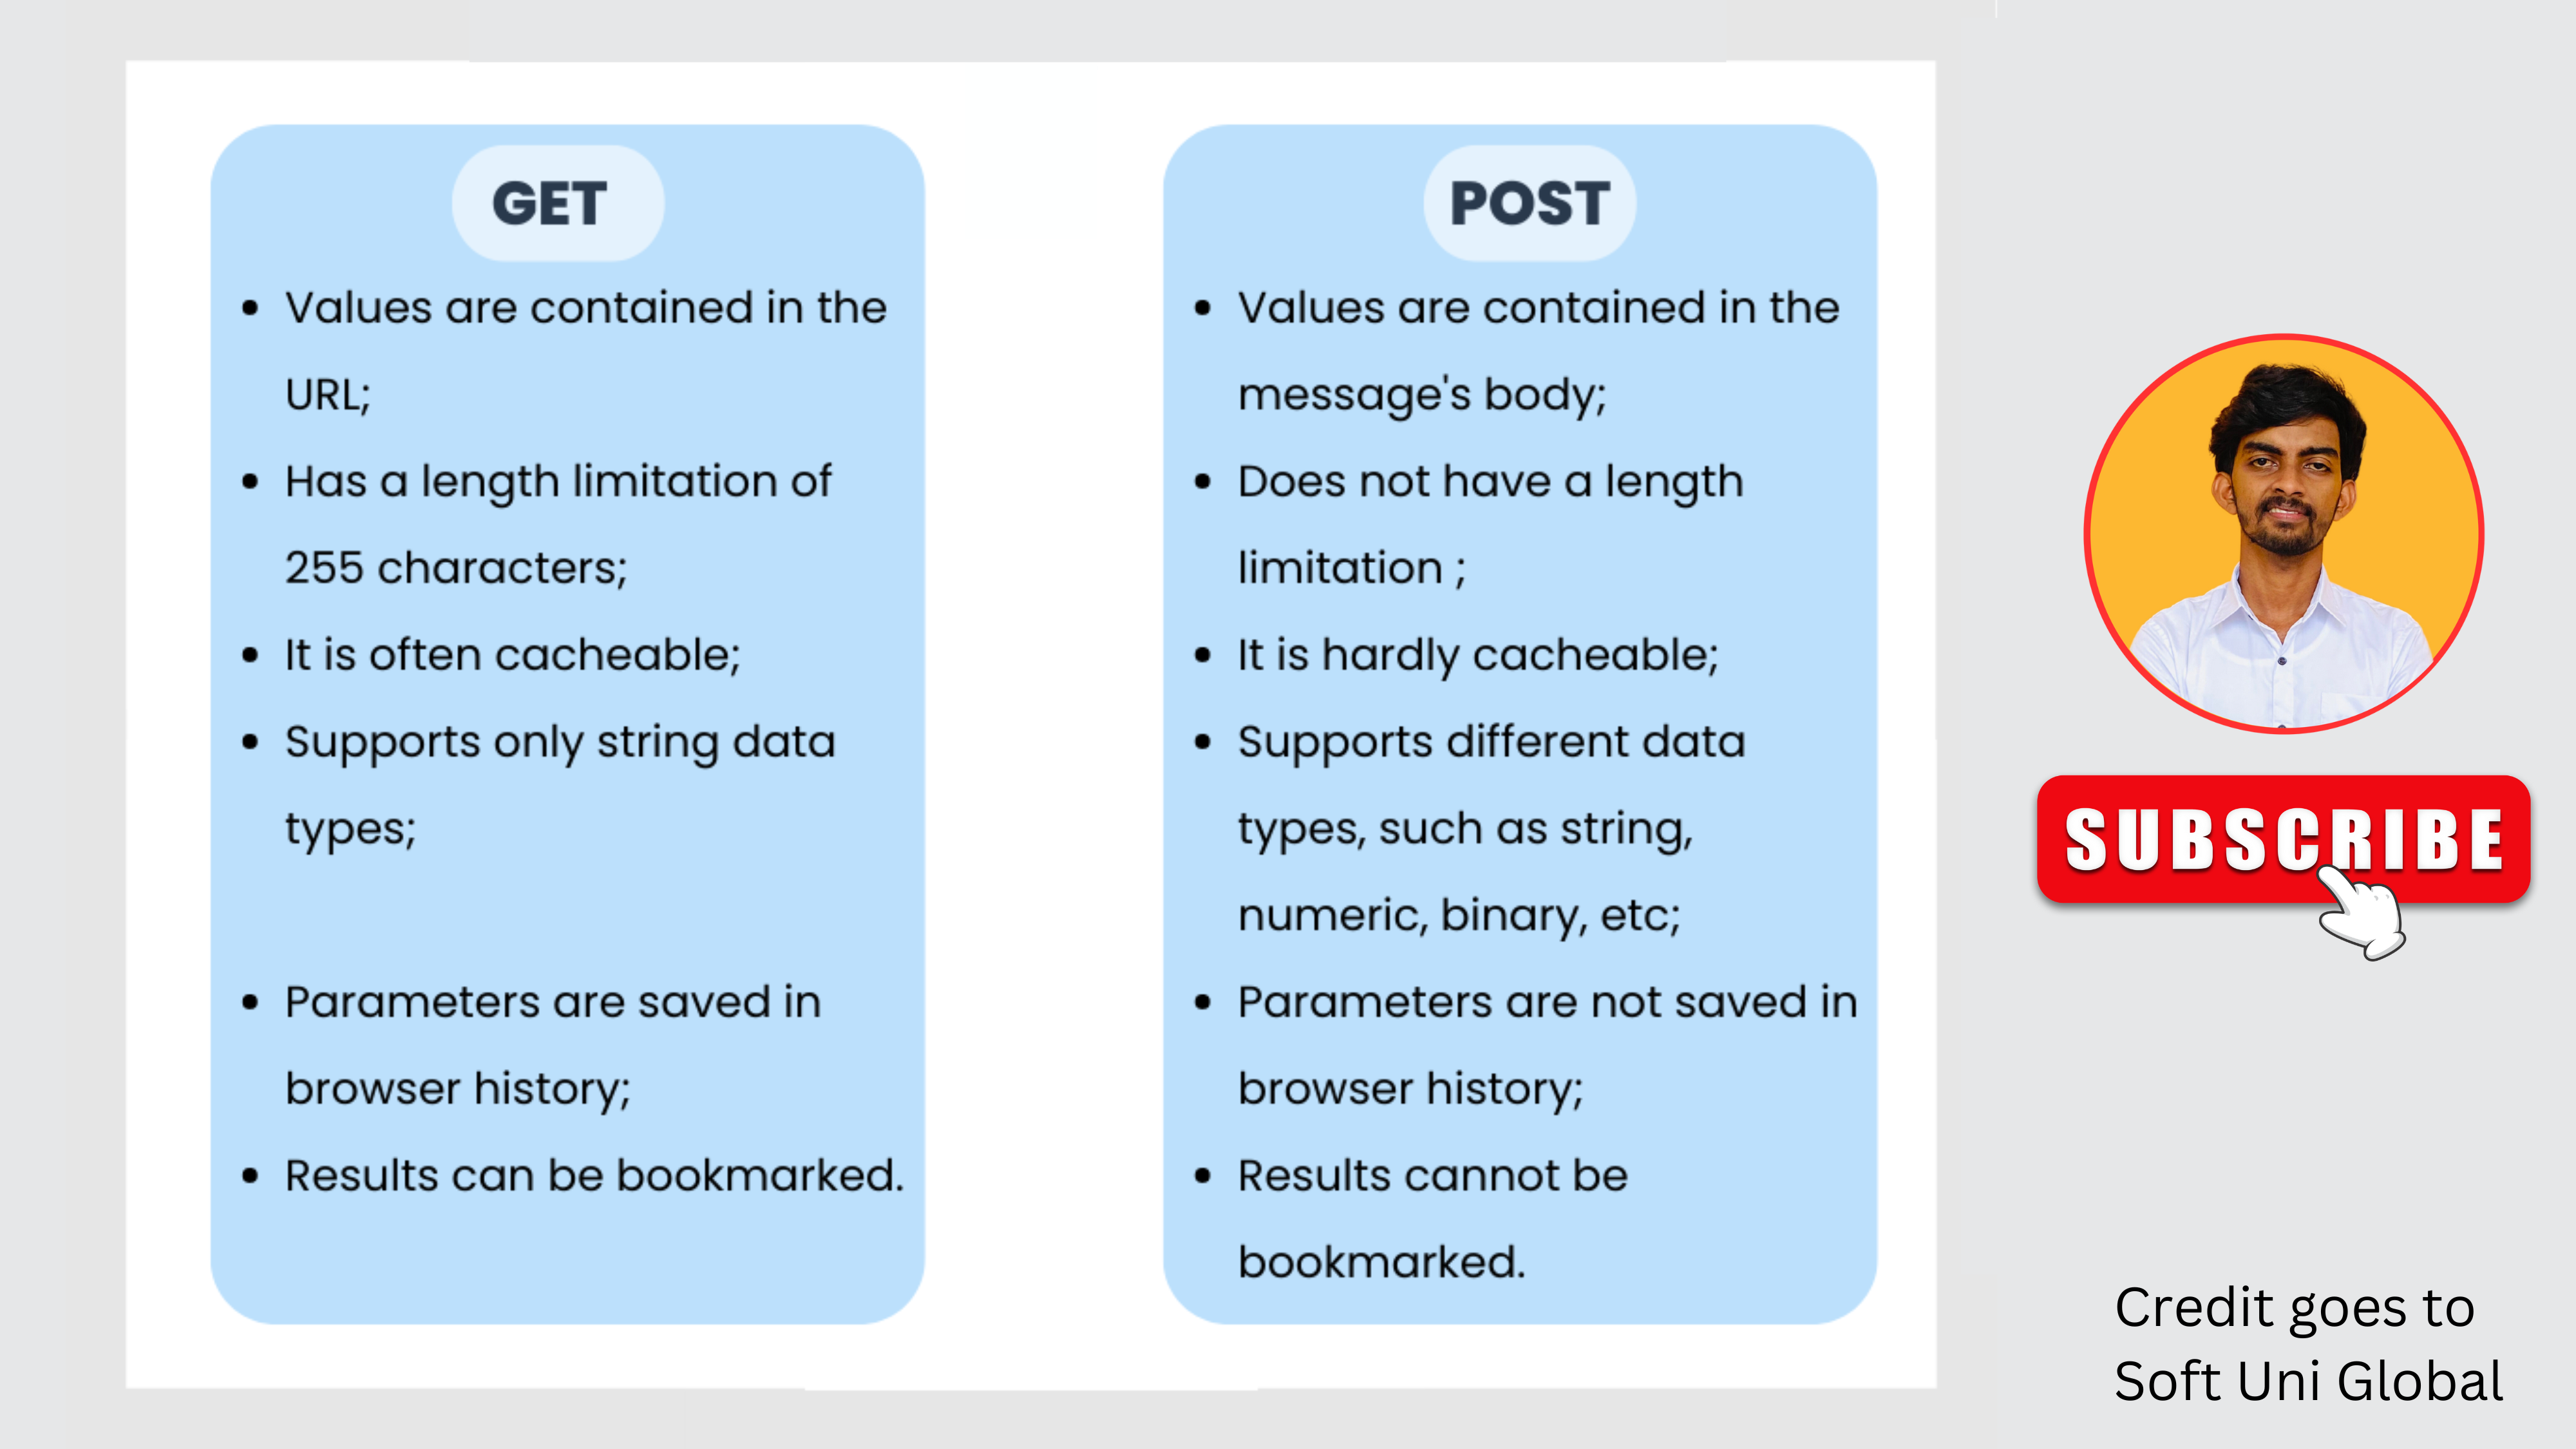 GET
Values are contained in the
URL;
Has a length limitation of
255 characters;
It is often cacheable;
Supports only string data
types;
Parameters are saved in
browser history;
Results can be bookmarked.
POST
Values are contained in the
message's body;
Does not have a length
limitation ;
It is hardly cacheable;
Supports different data
types, such as string,
numeric, binary, etc;
Parameters are not saved in
browser history;
Results cannot be
bookmarked.
SUBSCRIBE
Credit goes to
Soft Uni Global